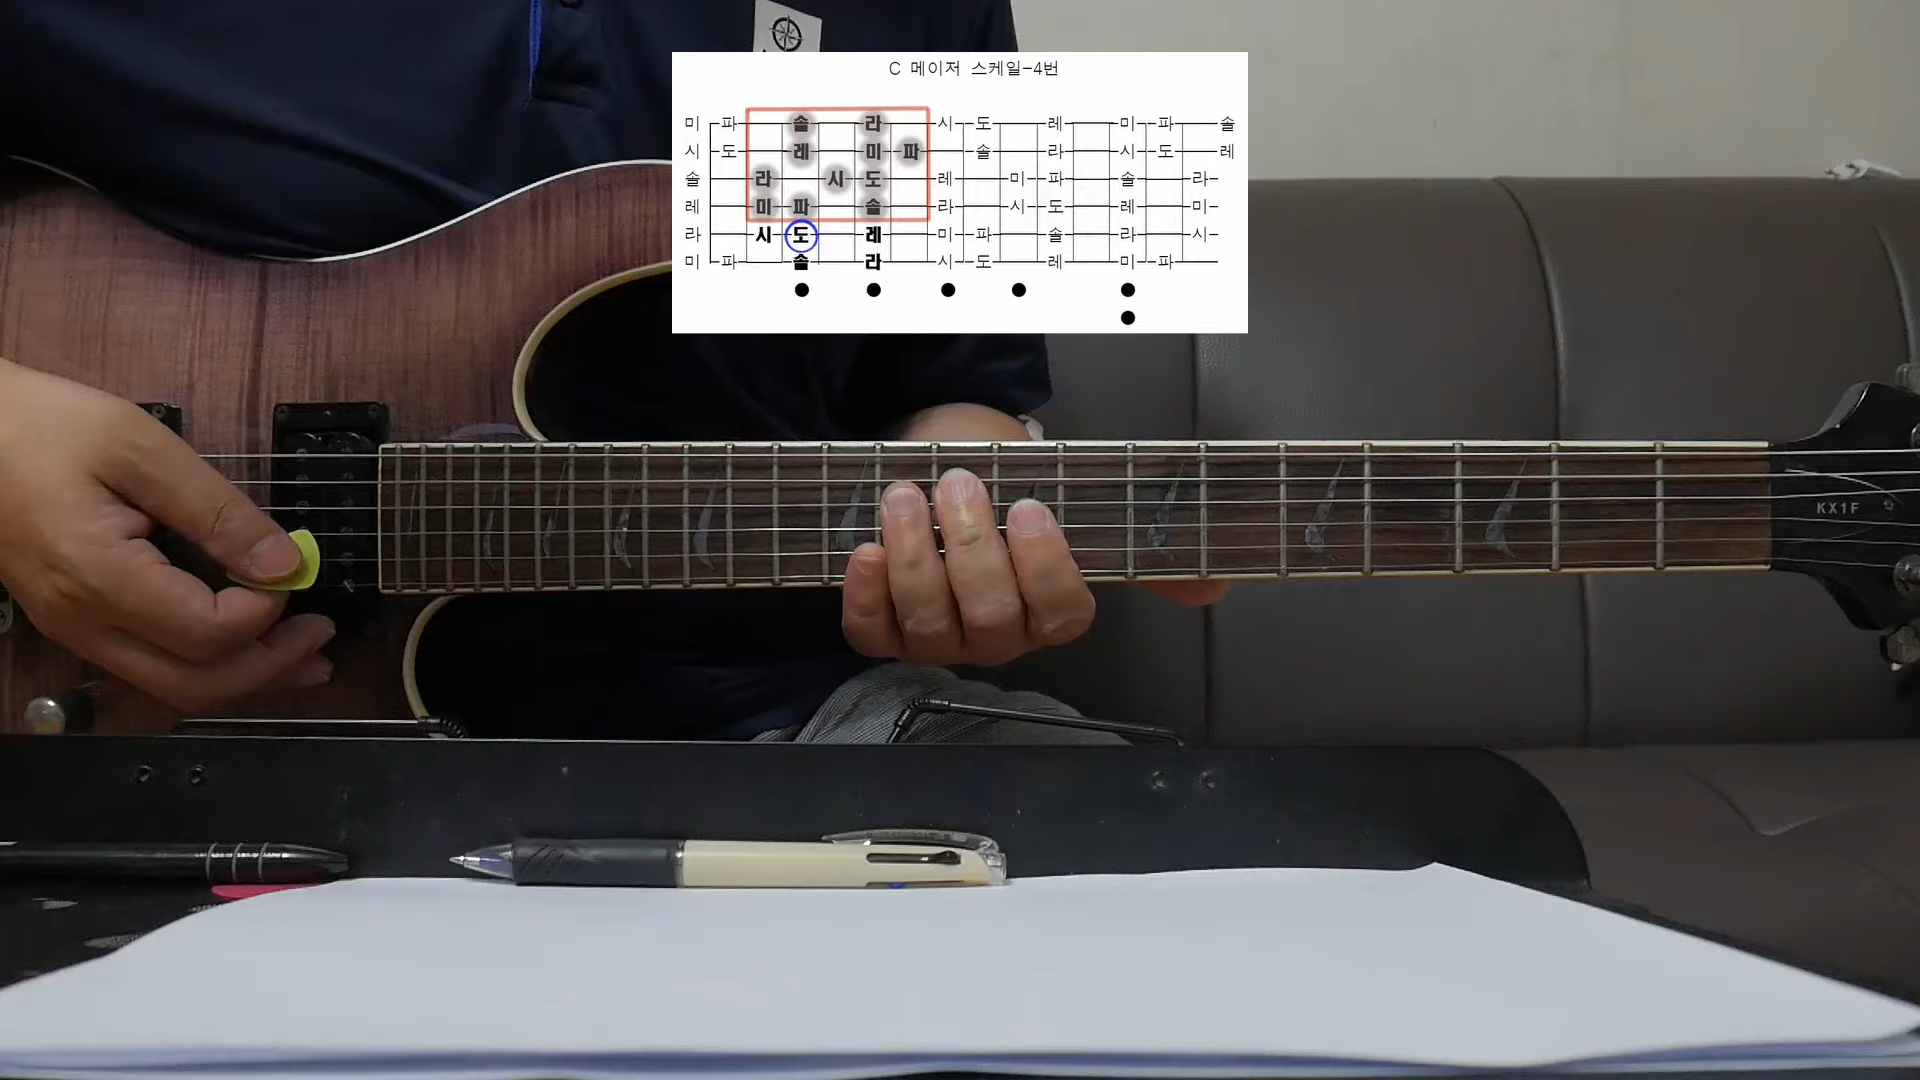 C 메이저 스케일-4번
미 파 솔 라 시 도 레 미 파 솔
시 도 레 미 파 솔 라 시 도 레
솔 라 시 도 레 미 파 솔 라
레 미 파 솔 라 시 도 레 미
라 시 도 레 미 파 솔 라 시
미 파 솔 라 시 도 레 미 파
KX1F